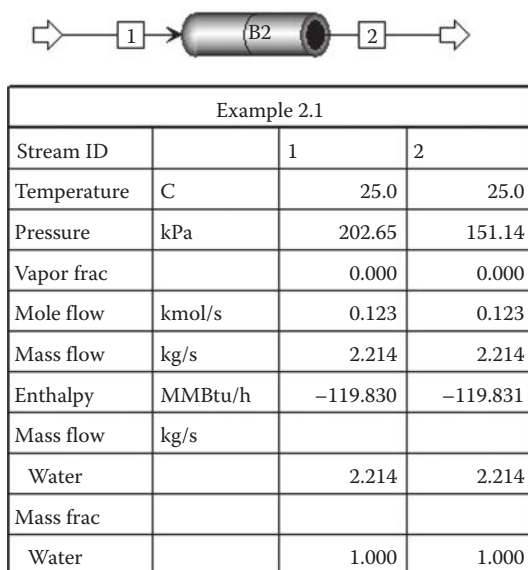 1 B2 2
Example 2.1
Stream ID 1 2
Temperature C 25.0 25.0
Pressure kPa 202.65 151.14
Vapor frac 0.000 0.000
Mole flow kmol/s 0.123 0.123
Mass flow kg/s 2.214 2.214
Enthalpy MMBtu/h −119.830 −119.831
Mass flow kg/s
Water 2.214 2.214
Mass frac
Water 1.000 1.000